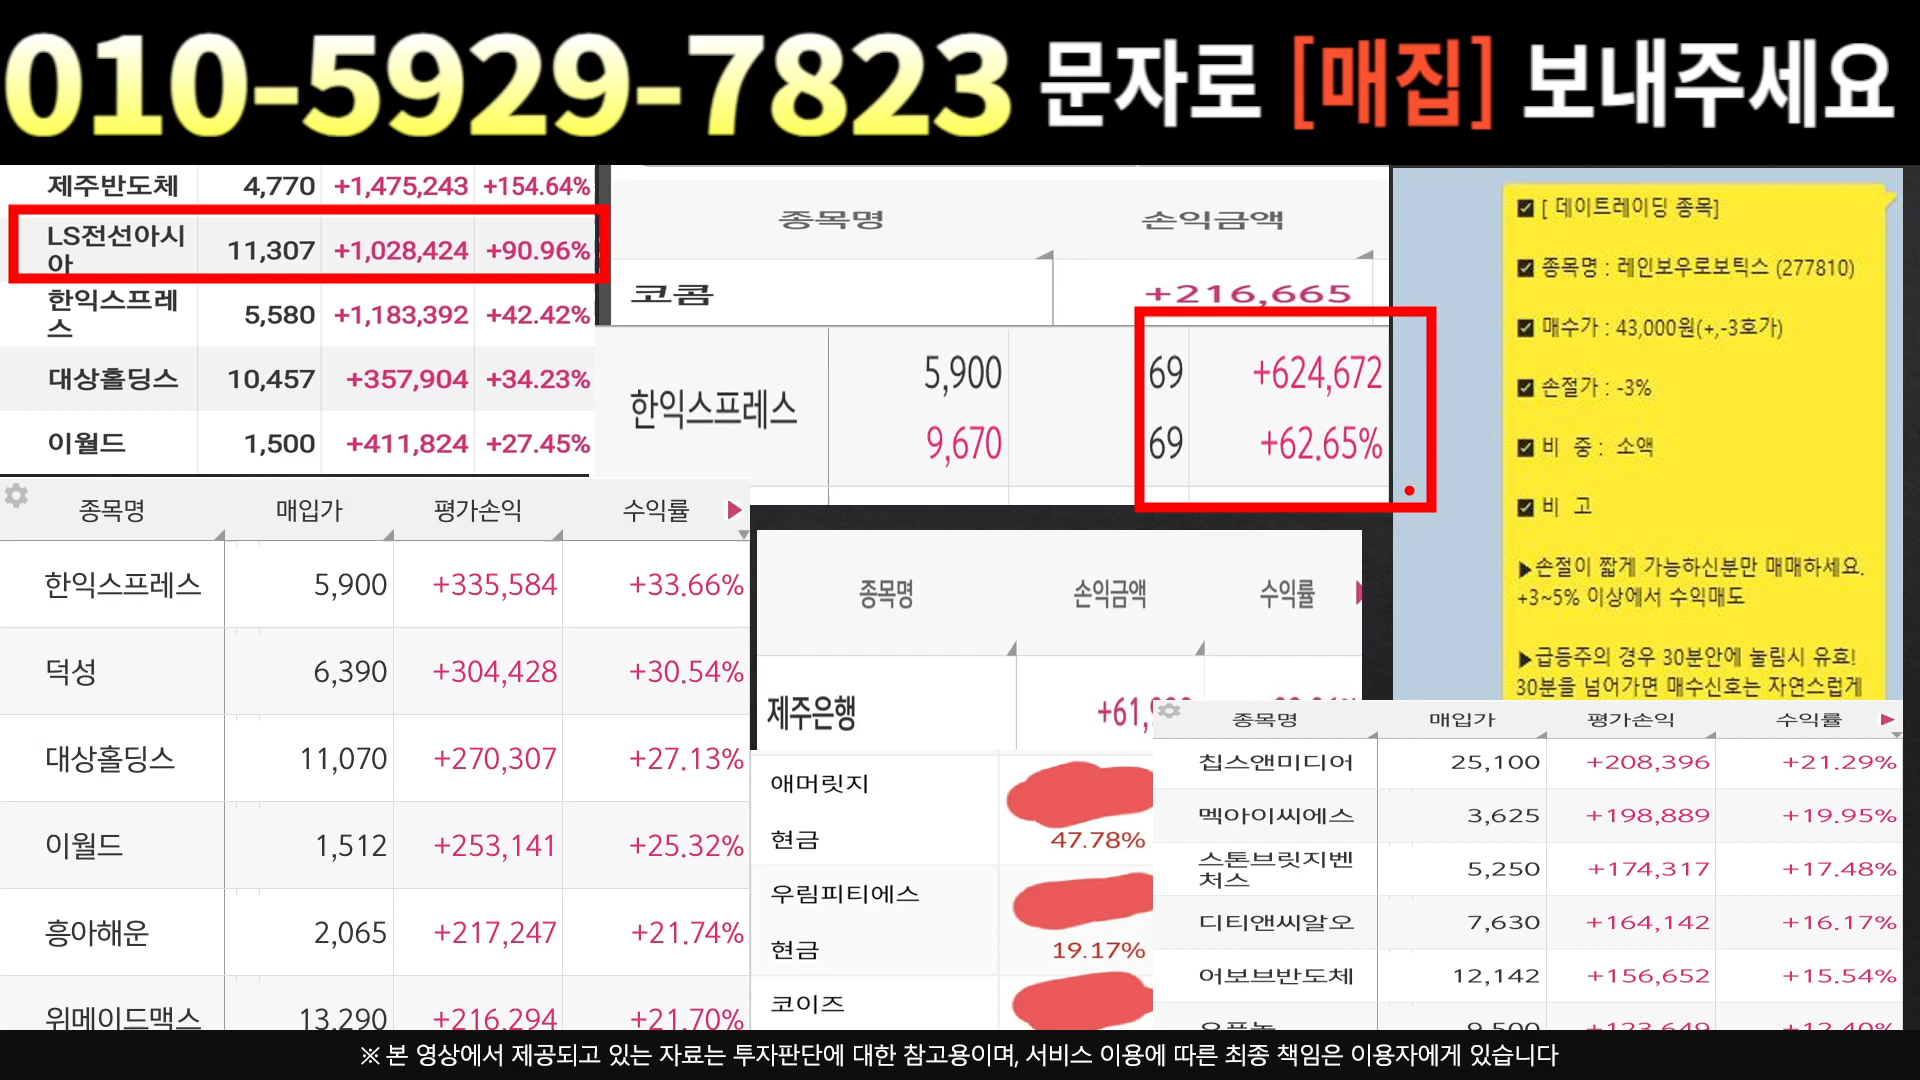 010-5929-7823 문자로 [매집] 보내주세요
제주반도체 4,770 +1,475,243 +154.64%
LS전선아시
아 11,307 +1,028,424 +90.96%
한익스프레
스 5,580 +1,183,392 +42.42%
대상홀딩스 10,457 +357,904 +34.23%
이월드 1,500 +411,824 +27.45%
종목명 손익금액
코콤 +216,665
한익스프레스
5,900 69 +624,672
9,670 69 +62.65%
[ 데이트레이딩 종목]
종목명 : 레인보우로보틱스 (277810)
매수가 : 43,000원(+,-3호가)
손절가 : -3%
비 중 : 소액
비 고
▶손절이 짧게 가능하신분만 매매하세요.
+3~5% 이상에서 수익매도
▶급등주의 경우 30분안에 눌림시 유효!
30분을 넘어가면 매수신호는 자연스럽게
종목명 매입가 평가손익 수익률
한익스프레스 5,900 +335,584 +33.66%
덕성 6,390 +304,428 +30.54%
대상홀딩스 11,070 +270,307 +27.13%
이월드 1,512 +253,141 +25.32%
흥아해운 2,065 +217,247 +21.74%
위메이드맥스 13,290 +216,294 +21.70%
종목명 손익금액 수익률
제주은행
애머릿지
현금 47.78%
우림피티에스
현금 19.17%
코이즈
종목명 매입가 평가손익 수익률
칩스앤미디어 25,100 +208,396 +21.29%
멕아이씨에스 3,625 +198,889 +19.95%
스톤브릿지벤
처스 5,250 +174,317 +17.48%
디티앤씨알오 7,630 +164,142 +16.17%
어보브반도체 12,142 +156,652 +15.54%
※ 본 영상에서 제공되고 있는 자료는 투자판단에 대한 참고용이며, 서비스 이용에 따른 최종 책임은 이용자에게 있습니다